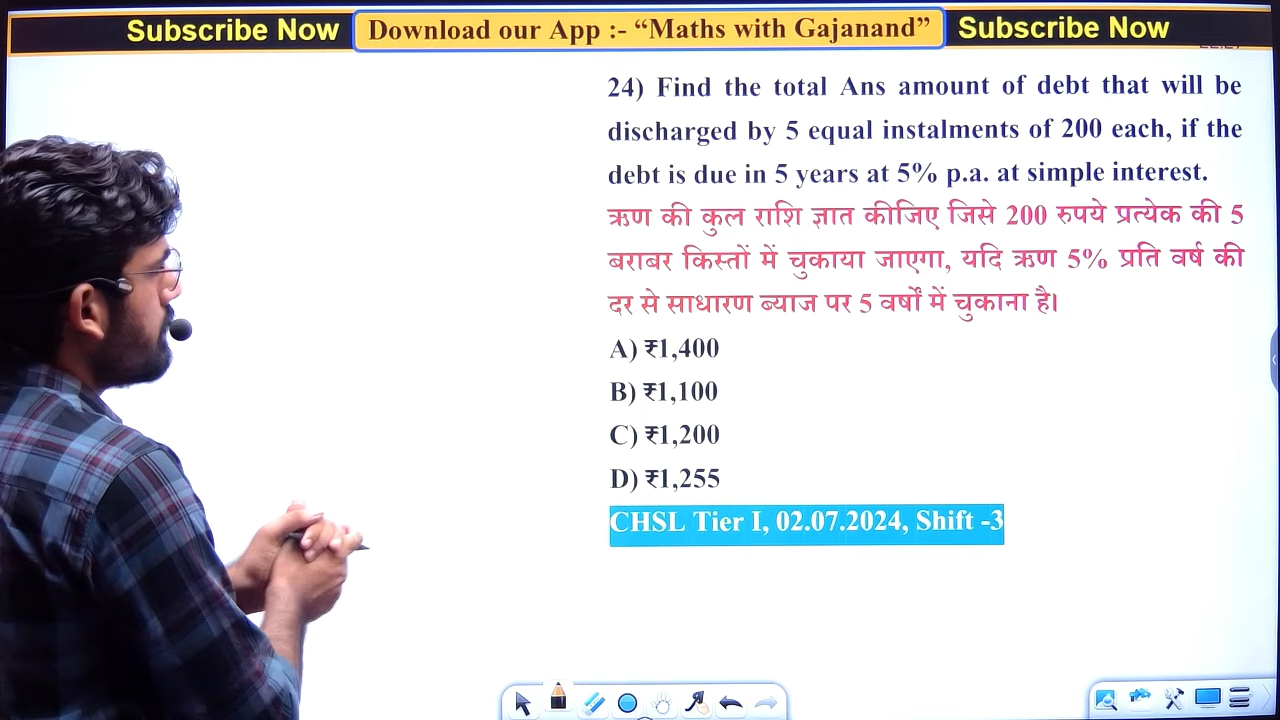 Subscribe Now Download our App :- “Maths with Gajanand” Subscribe Now
24) Find the total Ans amount of debt that will be
discharged by 5 equal instalments of 200 each, if the
debt is due in 5 years at 5% p.a. at simple interest.
ऋण की कुल राशि ज्ञात कीजिए जिसे 200 रुपये प्रत्येक की 5
बराबर किस्तों में चुकाया जाएगा, यदि ऋण 5% प्रति वर्ष की
दर से साधारण ब्याज पर 5 वर्षों में चुकाना है।
A) ₹1,400
B) ₹1,100
C) ₹1,200
D) ₹1,255
CHSL Tier I, 02.07.2024, Shift -3